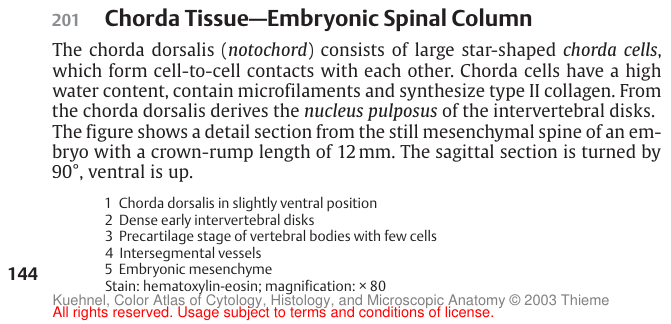 201 Chorda Tissue—Embryonic Spinal Column
The chorda dorsalis (notochord) consists of large star-shaped chorda cells,
which form cell-to-cell contacts with each other. Chorda cells have a high
water content, contain microfilaments and synthesize type II collagen. From
the chorda dorsalis derives the nucleus pulposus of the intervertebral disks.
The figure shows a detail section from the still mesenchymal spine of an em-
bryo with a crown-rump length of 12 mm. The sagittal section is turned by
90°, ventral is up.
1 Chorda dorsalis in slightly ventral position
2 Dense early intervertebral disks
3 Precartilage stage of vertebral bodies with few cells
4 Intersegmental vessels
5 Embryonic mesenchyme
Stain: hematoxylin-eosin; magnification: × 80
144
Kuehnel, Color Atlas of Cytology, Histology, and Microscopic Anatomy © 2003 Thieme
All rights reserved. Usage subject to terms and conditions of license.